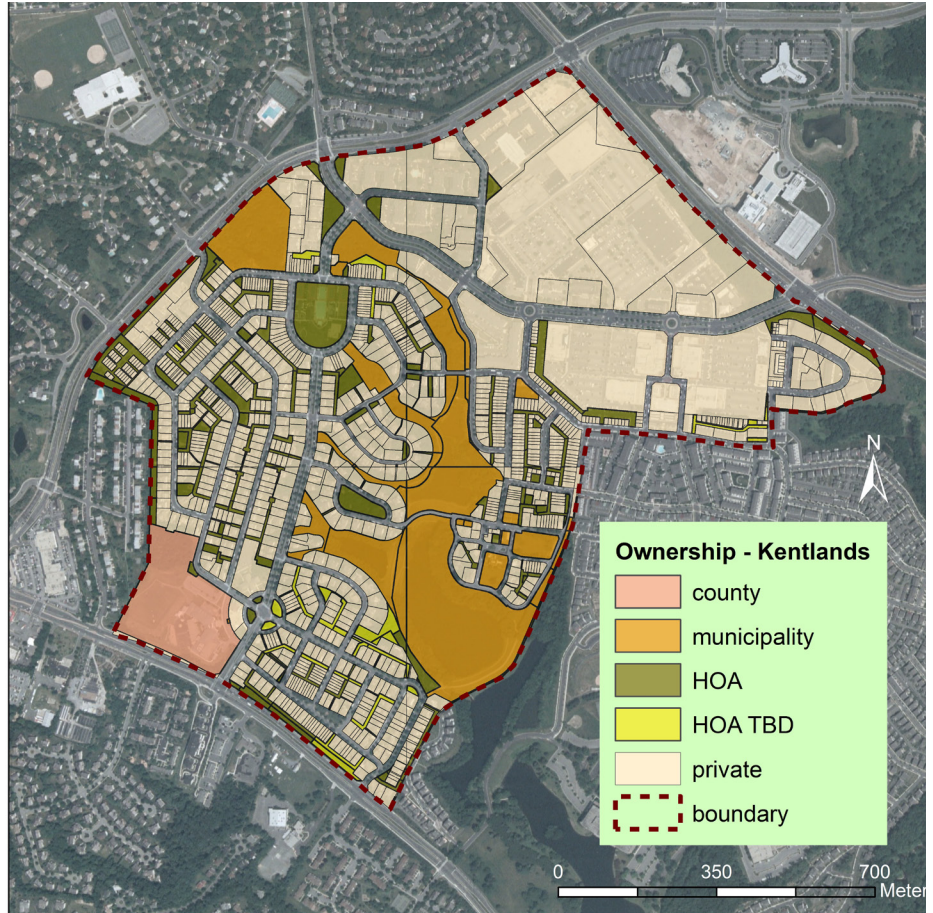 N
Ownership - Kentlands
county
municipality
HOA
HOA TBD
private
boundary
0 350 700
Meter